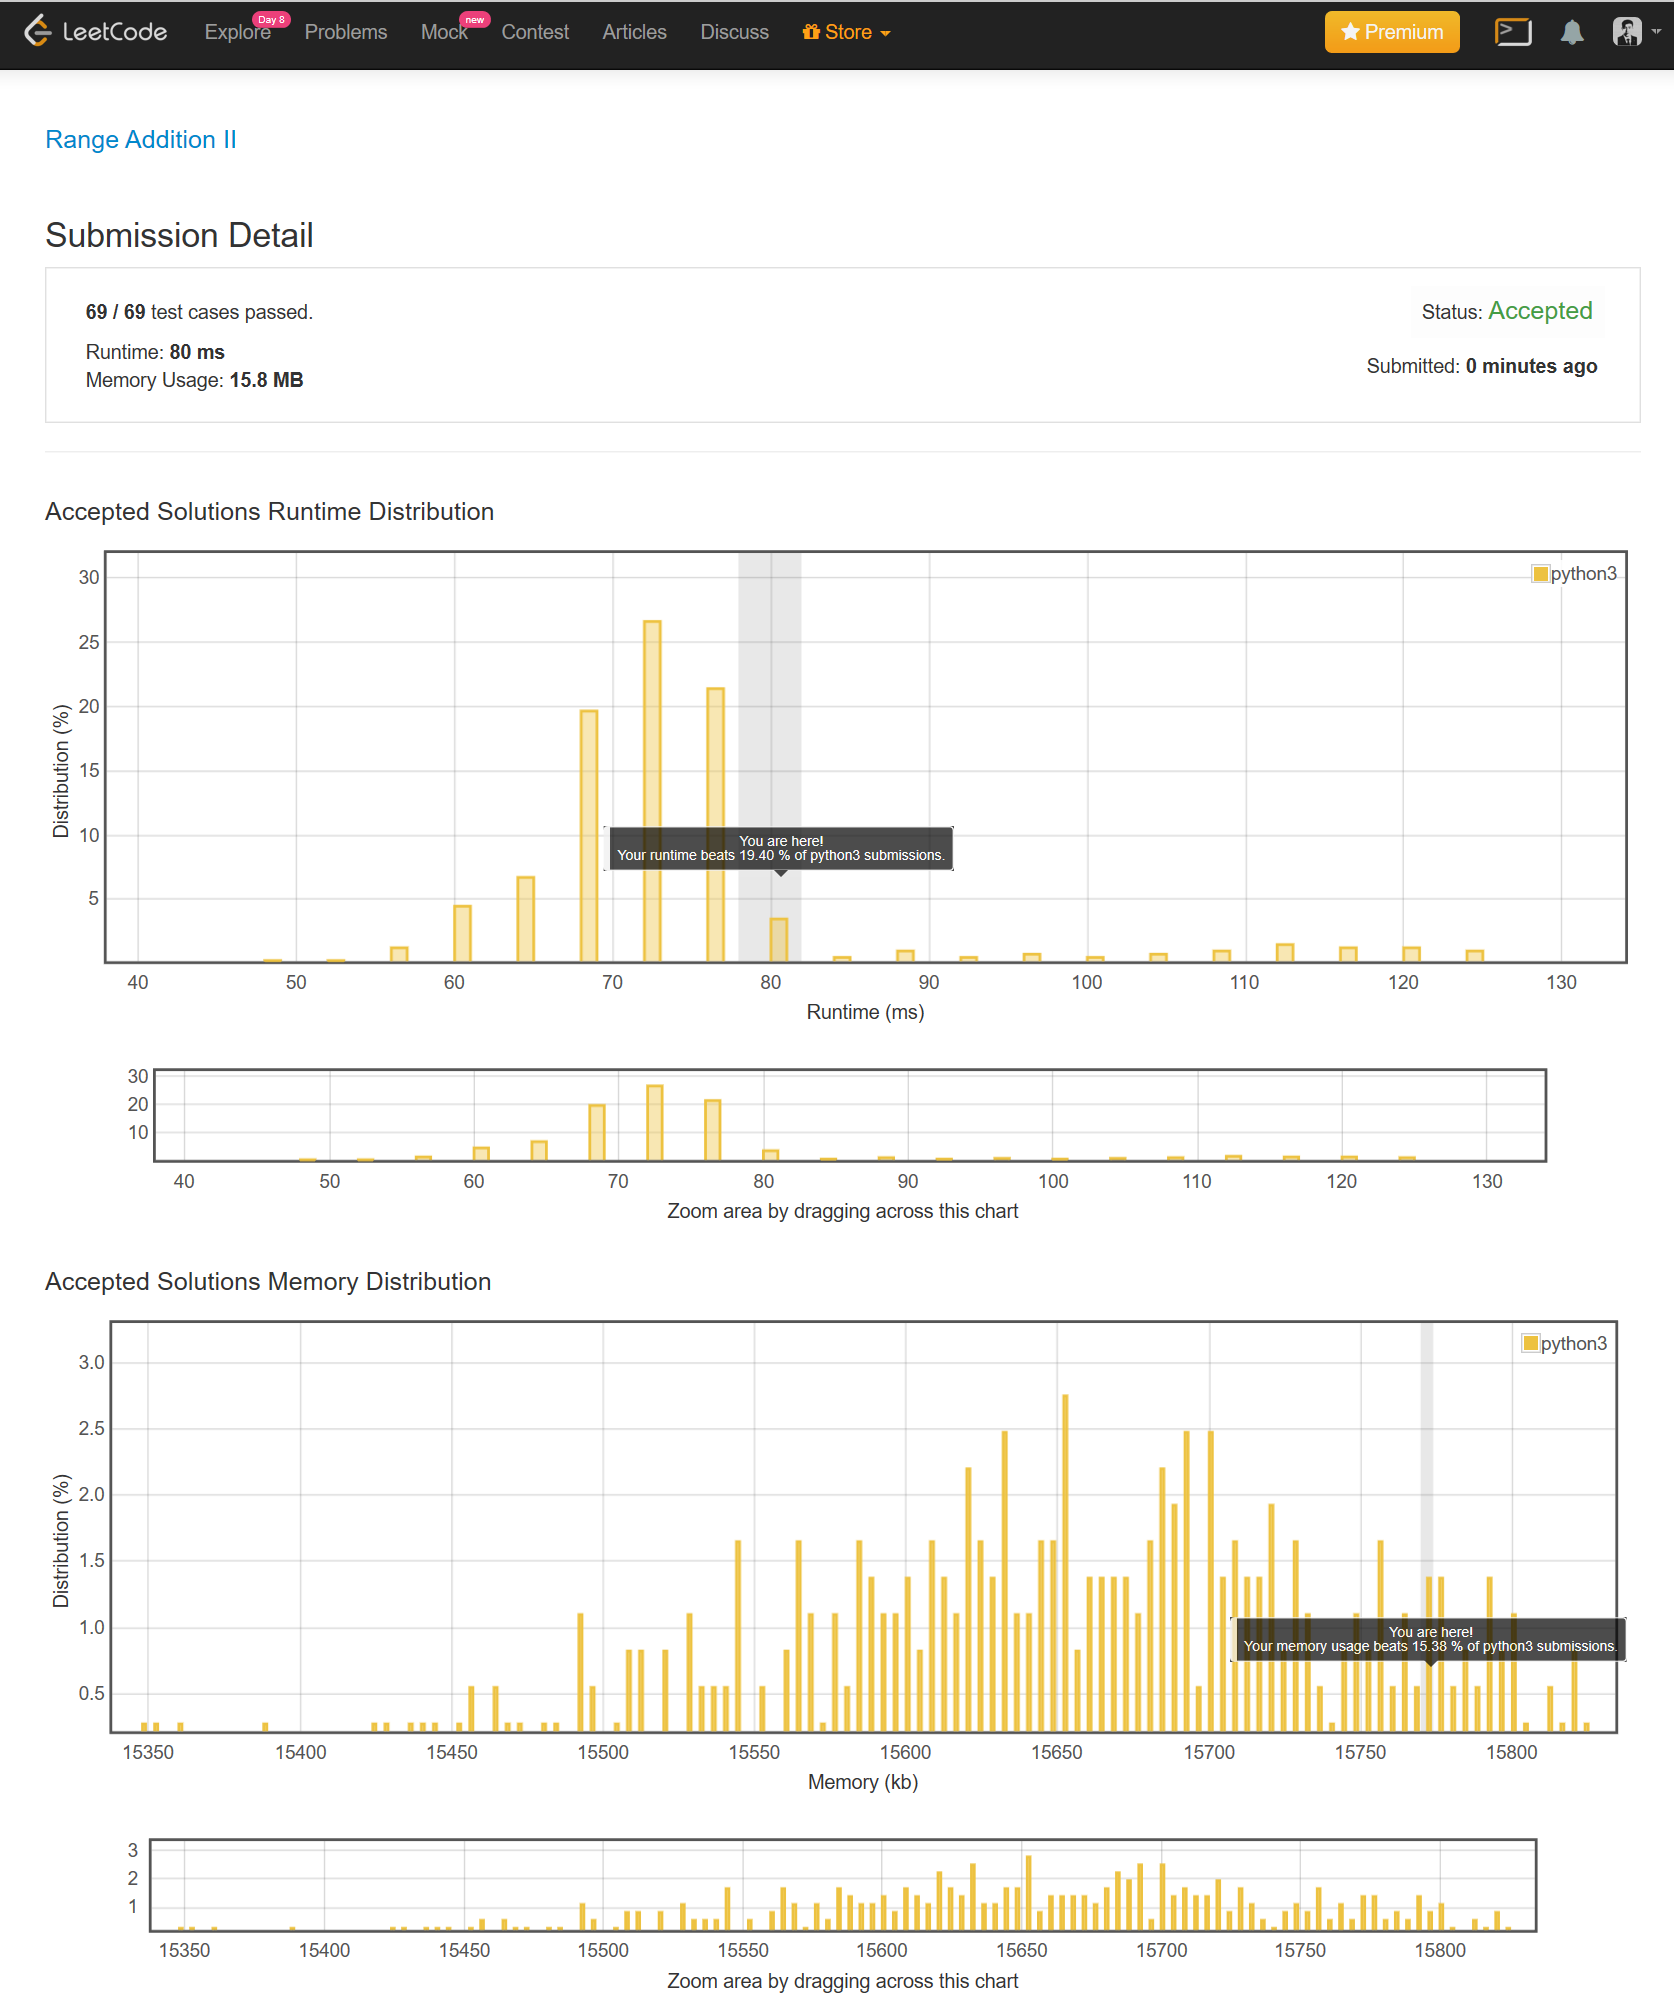 LeetCode Explore Day 8 Problems Mock new Contest Articles Discuss Store Premium
Range Addition II
Submission Detail
69 / 69 test cases passed.
Status: Accepted
Runtime: 80 ms
Submitted: 0 minutes ago
Memory Usage: 15.8 MB
Accepted Solutions Runtime Distribution
python3
30
25
20
15
10
5
Distribution (%)
You are here!
Your runtime beats 19.40 % of python3 submissions.
40 50 60 70 80 90 100 110 120 130
Runtime (ms)
30
20
10
40 50 60 70 80 90 100 110 120 130
Zoom area by dragging across this chart
Accepted Solutions Memory Distribution
python3
3.0
2.5
2.0
1.5
1.0
0.5
Distribution (%)
You are here!
Your memory usage beats 15.38 % of python3 submissions.
15350 15400 15450 15500 15550 15600 15650 15700 15750 15800
Memory (kb)
3
2
1
15350 15400 15450 15500 15550 15600 15650 15700 15750 15800
Zoom area by dragging across this chart